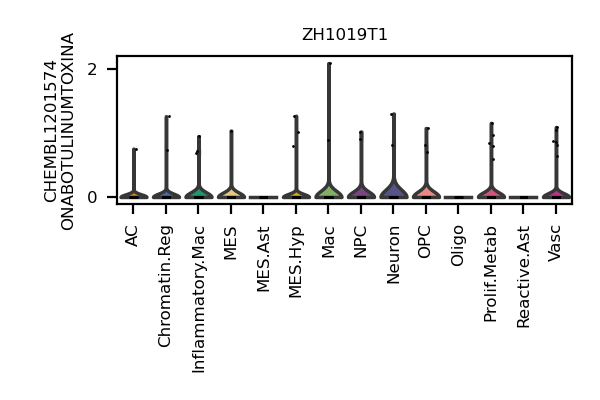 ZH1019T1
CHEMBL1201574
ONABOTULINUMTOXINA
2
0
AC
Chromatin.Reg
Inflammatory.Mac
MES
MES.Ast
MES.Hyp
Mac
NPC
Neuron
OPC
Oligo
Prolif.Metab
Reactive.Ast
Vasc